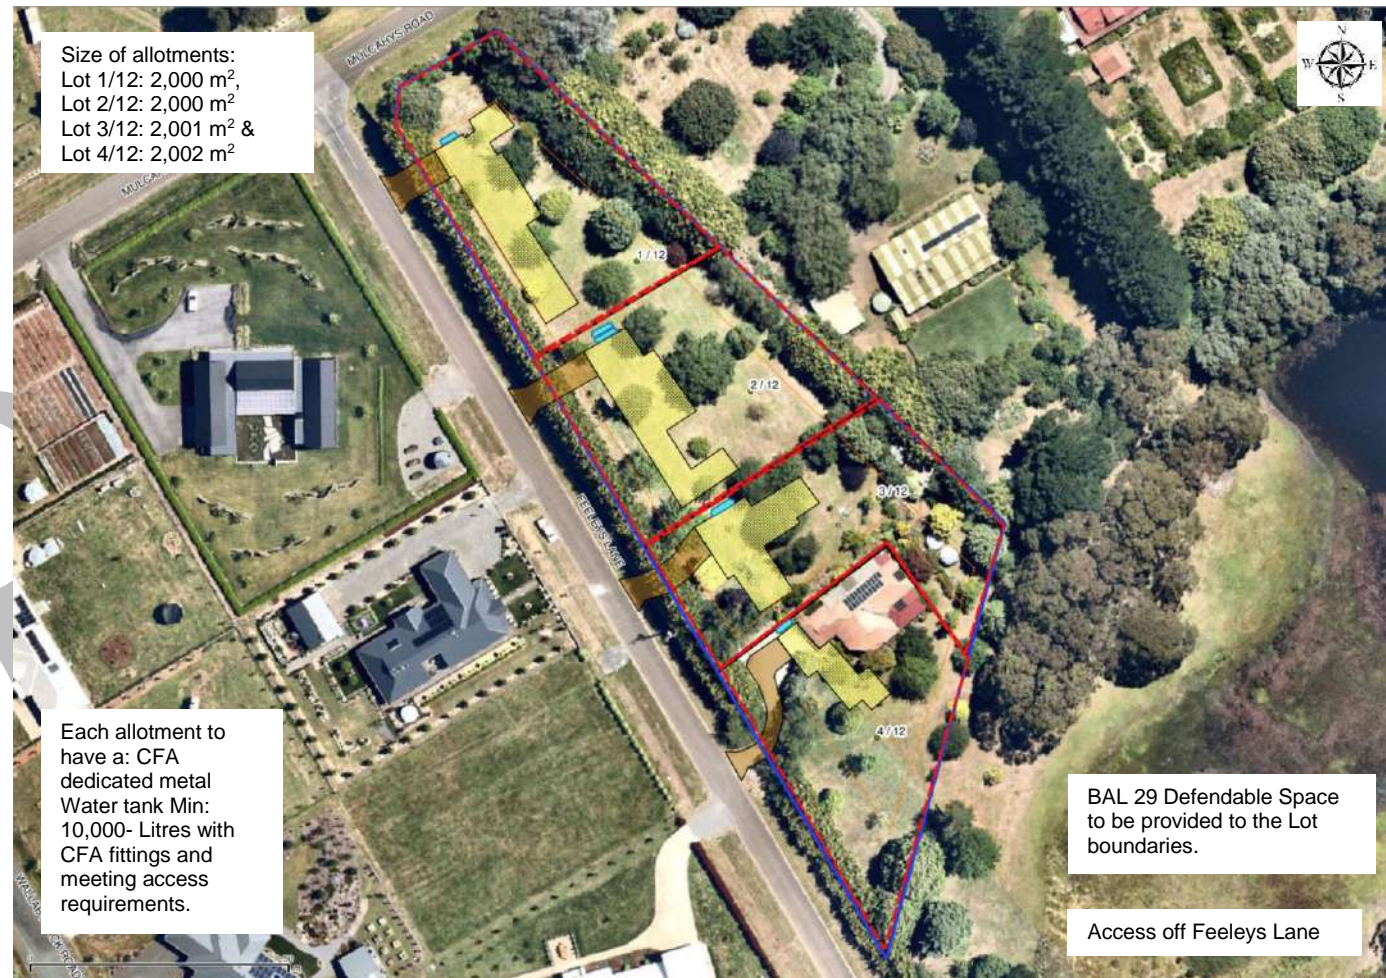 Size of allotments:
Lot 1/12: 2,000 m²,
Lot 2/12: 2,000 m²
Lot 3/12: 2,001 m² &
Lot 4/12: 2,002 m²
MULCAHYS ROAD
N
W E
S
MULCAHYS
1 / 12
2 / 12
3 / 12
FEELEYS LANE
4 / 12
Each allotment to
have a: CFA
dedicated metal
Water tank Min:
10,000- Litres with
CFA fittings and
meeting access
requirements.
BAL 29 Defendable Space
to be provided to the Lot
boundaries.
Access off Feeleys Lane